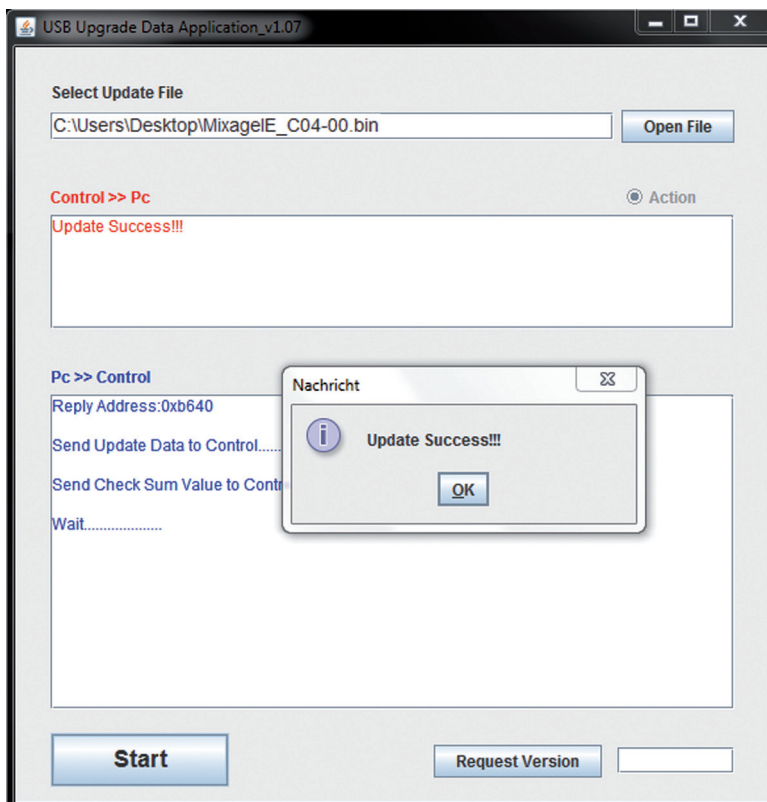 USB Upgrade Data Application_v1.07
Select Update File
C:\Users\Desktop\MixageIE_C04-00.bin
Open File
Control >> Pc
Action
Update Success!!!
Pc >> Control
Reply Address:0xb640
Send Update Data to Control......
Send Check Sum Value to Contr
Wait....................
Nachricht
Update Success!!!
OK
Start
Request Version